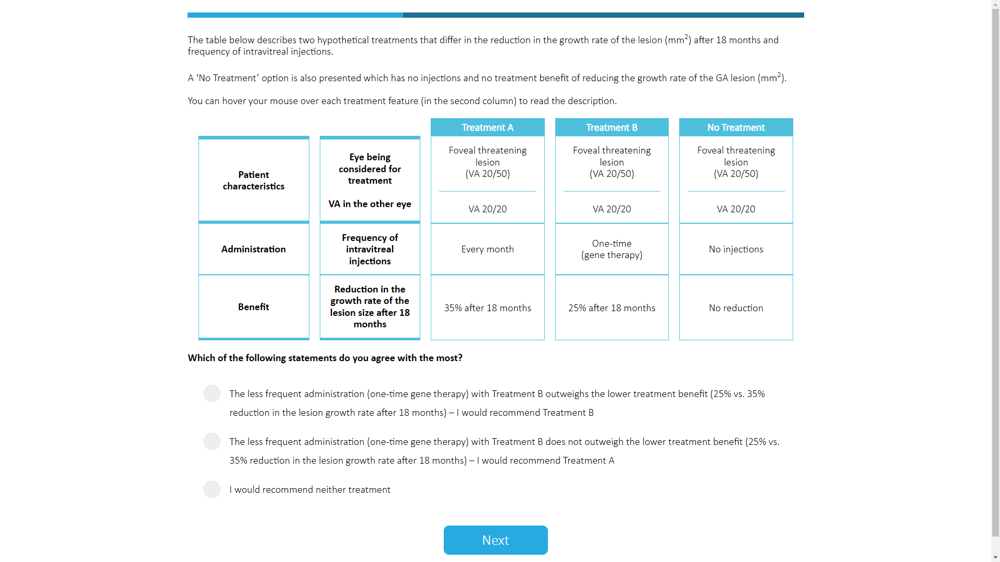 The table below describes two hypothetical treatments that differ in the reduction in the growth rate of the lesion (mm²) after 18 months and
frequency of intravitreal injections.
A ‘No Treatment’ option is also presented which has no injections and no treatment benefit of reducing the growth rate of the GA lesion (mm²).
You can hover your mouse over each treatment feature (in the second column) to read the description.
Treatment A
Treatment B
No Treatment
Patient
characteristics
Eye being
considered for
treatment
VA in the other eye
Foveal threatening
lesion
(VA 20/50)
VA 20/20
Foveal threatening
lesion
(VA 20/50)
VA 20/20
Foveal threatening
lesion
(VA 20/50)
VA 20/20
Administration
Frequency of
intravitreal
injections
Every month
One-time
(gene therapy)
No injections
Benefit
Reduction in the
growth rate of the
lesion size after 18
months
35% after 18 months
25% after 18 months
No reduction
Which of the following statements do you agree with the most?
The less frequent administration (one-time gene therapy) with Treatment B outweighs the lower treatment benefit (25% vs. 35%
reduction in the lesion growth rate after 18 months) – I would recommend Treatment B
The less frequent administration (one-time gene therapy) with Treatment B does not outweigh the lower treatment benefit (25% vs.
35% reduction in the lesion growth rate after 18 months) – I would recommend Treatment A
I would recommend neither treatment
Next